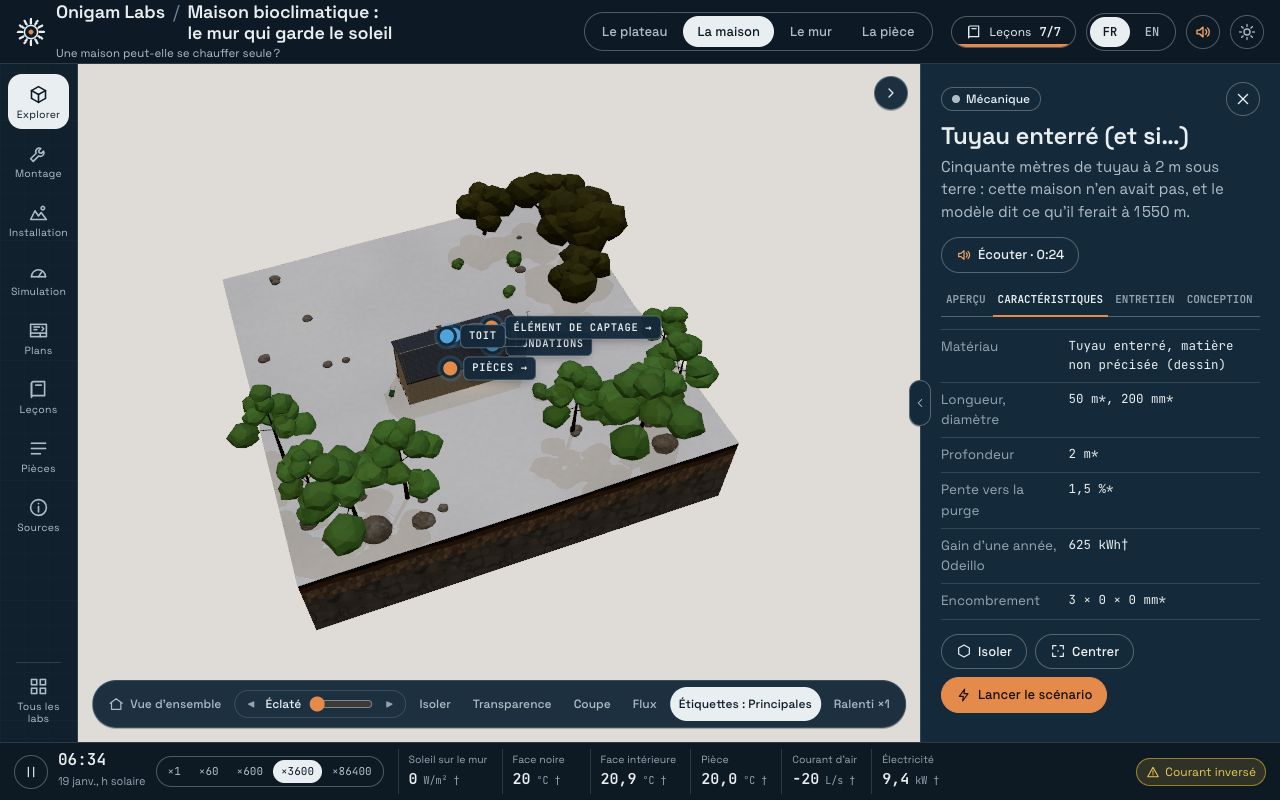 Onigam Labs / Maison bioclimatique :
le mur qui garde le soleil
Une maison peut-elle se chauffer seule ?
Le plateau
La maison
Le mur
La pièce
Leçons 7/7
FR
EN
Explorer
Montage
Installation
Simulation
Plans
Leçons
Pièces
Sources
Tous les
labs
TOIT
ÉLÉMENT DE CAPTAGE →
PIÈCES →
Vue d'ensemble
◄ Éclaté ►
Isoler
Transparence
Coupe
Flux
Étiquettes : Principales
Ralenti ×1
Mécanique
Tuyau enterré (et si…)
Cinquante mètres de tuyau à 2 m sous
terre : cette maison n'en avait pas, et le
modèle dit ce qu'il ferait à 1 550 m.
Écouter · 0:24
APERÇU
CARACTÉRISTIQUES
ENTRETIEN
CONCEPTION
Matériau
Tuyau enterré, matière
non précisée (dessin)
Longueur,
diamètre
50 m*, 200 mm*
Profondeur
2 m*
Pente vers la
purge
1,5 %*
Gain d'une année,
Odeillo
625 kWh†
Encombrement
3 × 0 × 0 mm*
Isoler
Centrer
Lancer le scénario
06:34
19 janv., h solaire
×1
×60
×600
×3600
×86400
Soleil sur le mur
0 W/m² †
Face noire
20 °C †
Face intérieure
20,9 °C †
Pièce
20,0 °C †
Courant d'air
-20 L/s †
Électricité
9,4 kW †
Courant inversé